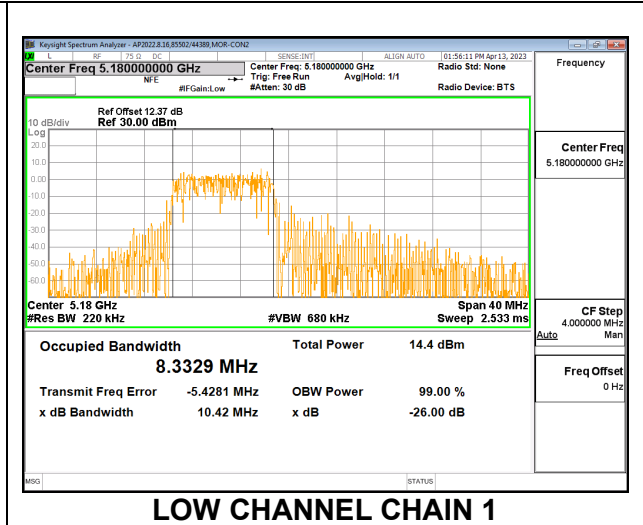 Keysight Spectrum Analyzer - AP2022.8.16,85502/44389,MOR-CON2
LXI L RF 75 Ω DC SENSE:INT ALIGN AUTO 01:56:11 PM Apr 13, 2023
Center Freq 5.180000000 GHz Center Freq: 5.180000000 GHz Radio Std: None
NFE Trig: Free Run Avg|Hold: 1/1
#IFGain:Low #Atten: 30 dB Radio Device: BTS
Ref Offset 12.37 dB
10 dB/div Ref 30.00 dBm
Log
20.0
10.0
0.00
-10.0
-20.0
-30.0
-40.0
-50.0
-60.0
Center 5.18 GHz Span 40 MHz
#Res BW 220 kHz #VBW 680 kHz Sweep 2.533 ms
Occupied Bandwidth Total Power 14.4 dBm
8.3329 MHz
Transmit Freq Error -5.4281 MHz OBW Power 99.00 %
x dB Bandwidth 10.42 MHz x dB -26.00 dB
MSG STATUS
Frequency
Center Freq
5.180000000 GHz
CF Step
4.000000 MHz
Auto Man
Freq Offset
0 Hz
LOW CHANNEL CHAIN 1